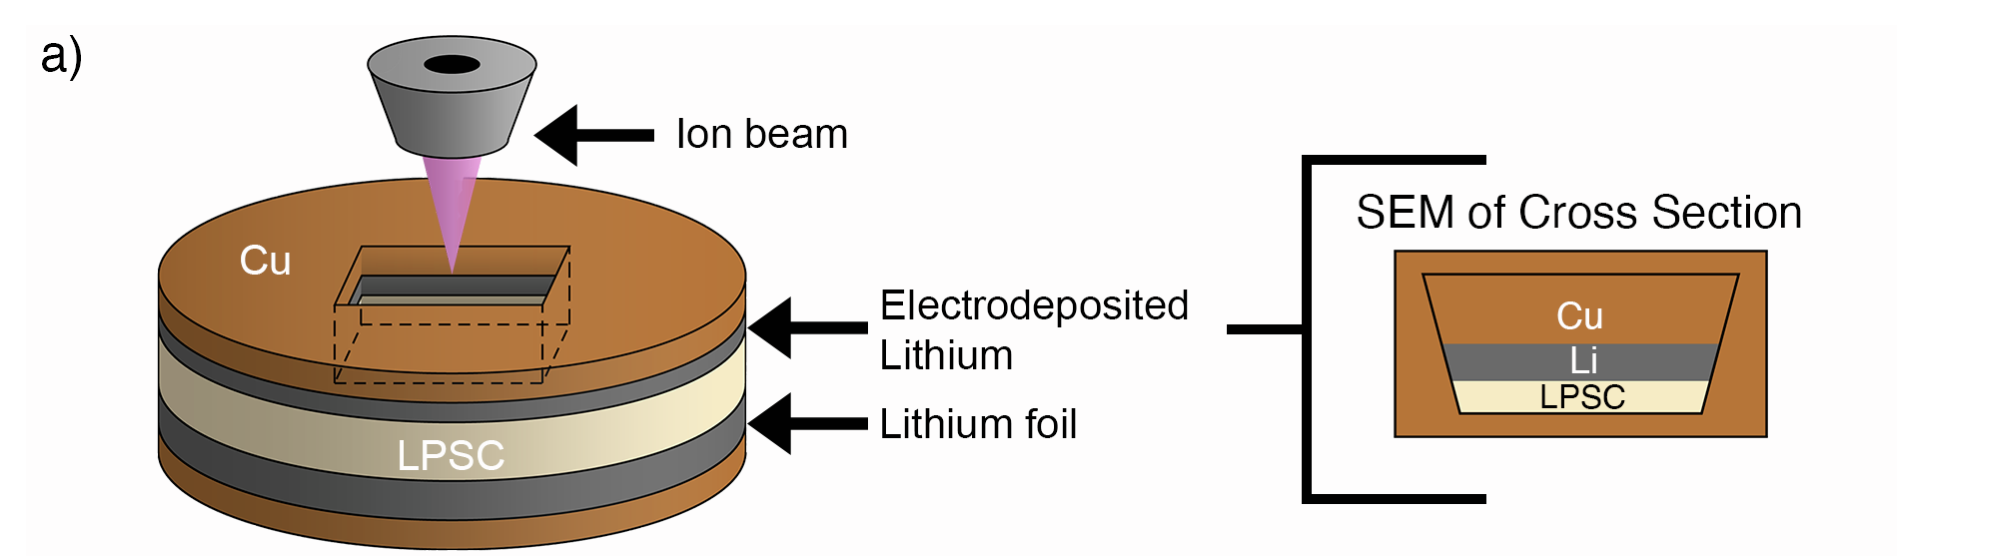 a)
Ion beam
Cu
Electrodeposited
Lithium
Lithium foil
LPSC
SEM of Cross Section
Cu
Li
LPSC